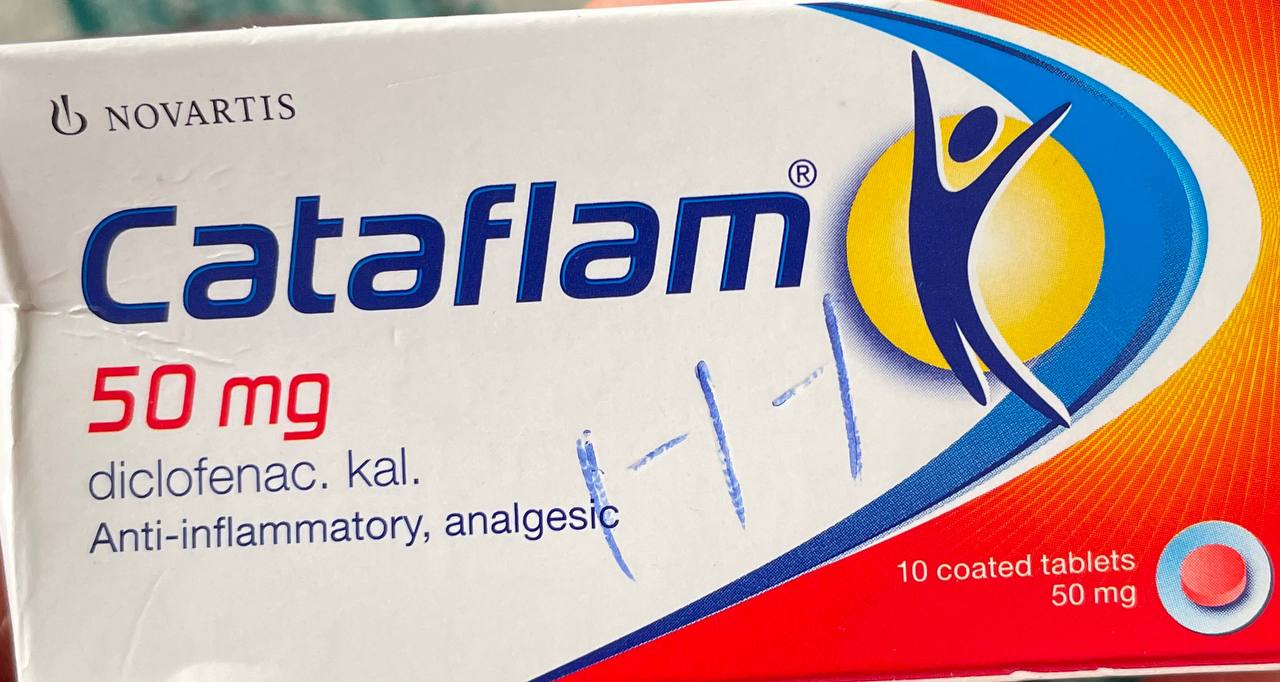 NOVARTIS
Cataflam®
50 mg
diclofenac. kal.
Anti-inflammatory, analgesic
1-1-1
10 coated tablets
50 mg